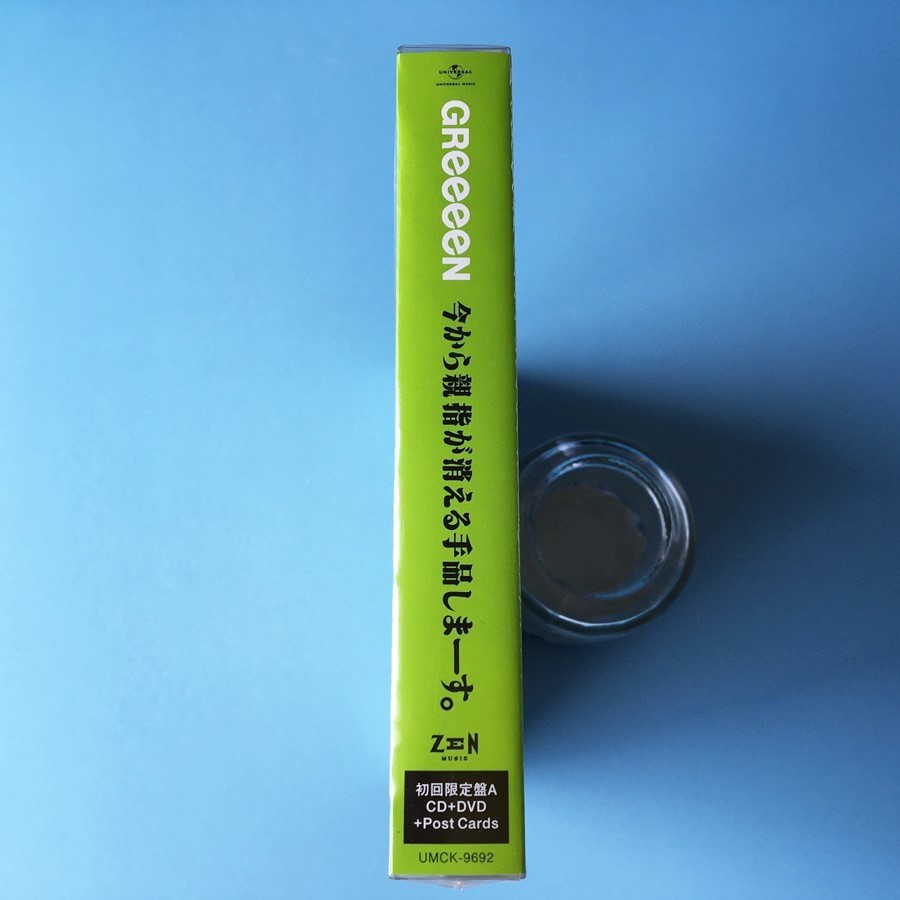 UNIVERSAL
UNIVERSAL MUSIC
GReeeeN
今から親指が消える手品しまーす。
ZEN
MUSIC
初回限定盤A
CD+DVD
+Post Cards
UMCK-9692